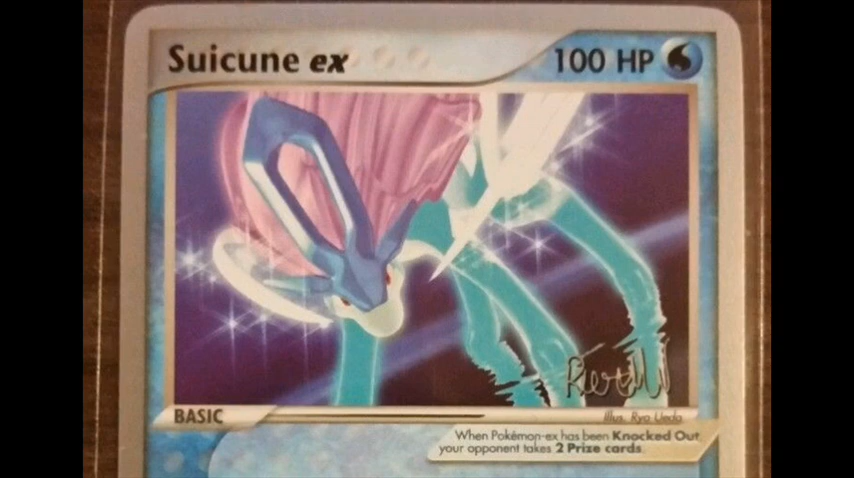 Suicune ex 100 HP
BASIC
Illus. Ryo Ueda
When Pokémon-ex has been Knocked Out,
your opponent takes 2 Prize cards.